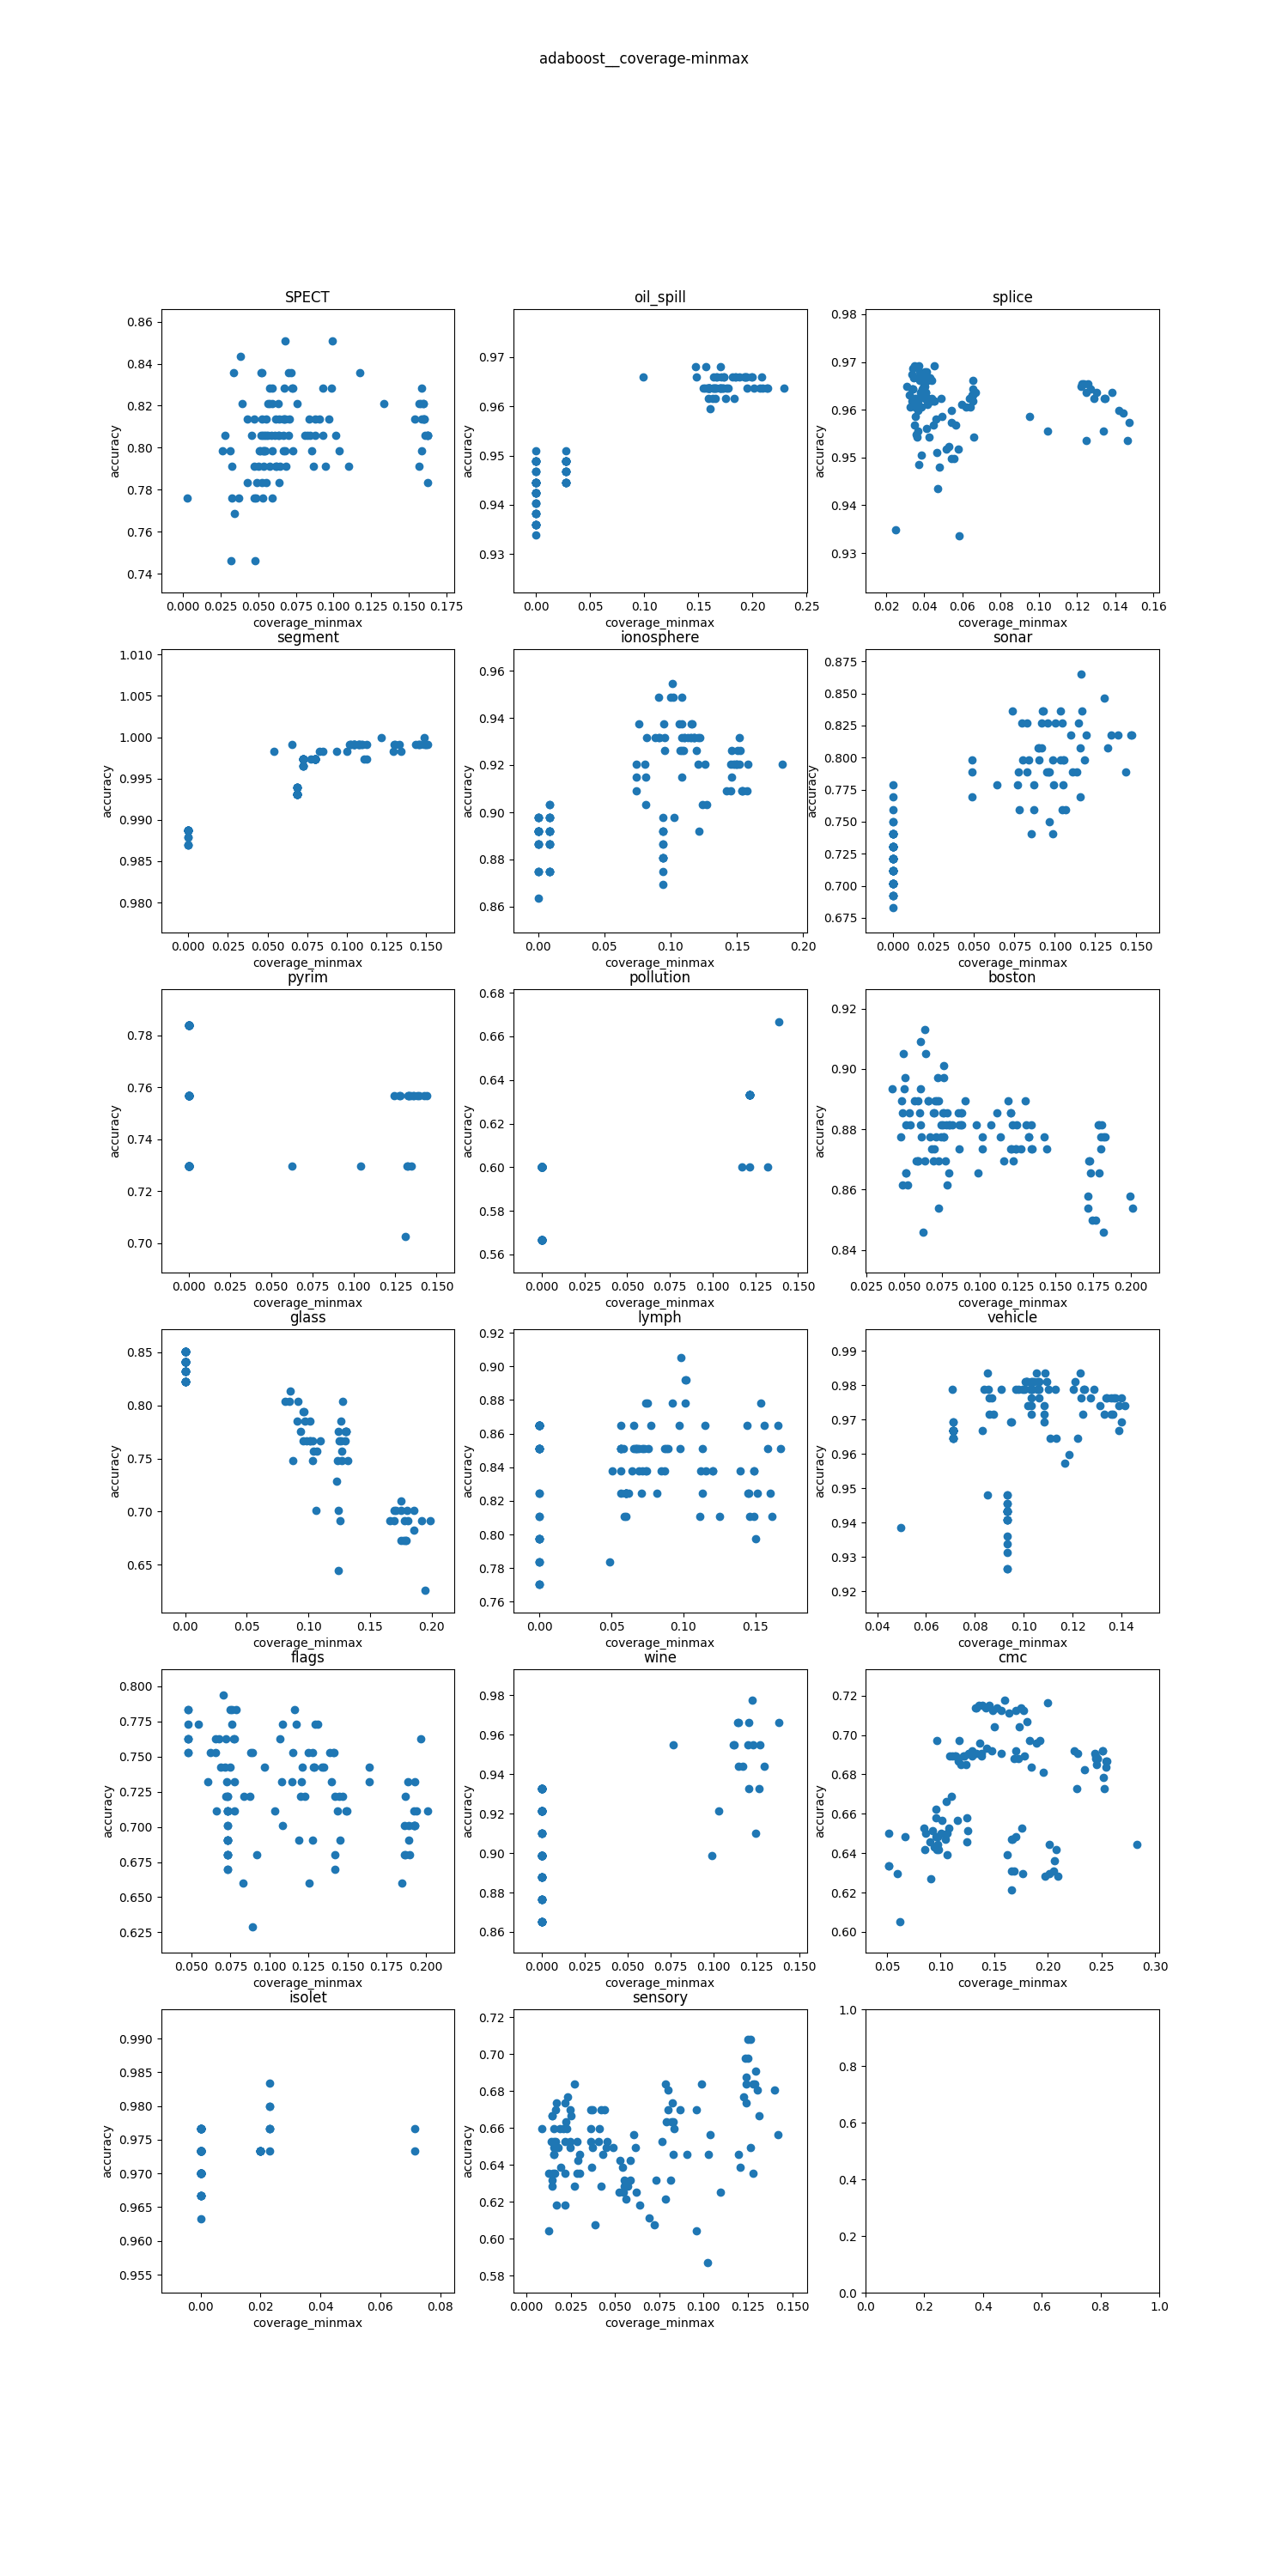 adaboost__coverage-minmax
SPECT oil_spill splice
0.86 0.84 0.82 0.80 0.78 0.76 0.74
accuracy
0.000 0.025 0.050 0.075 0.100 0.125 0.150 0.175
coverage_minmax
0.97 0.96 0.95 0.94 0.93
accuracy
0.00 0.05 0.10 0.15 0.20 0.25
coverage_minmax
0.98 0.97 0.96 0.95 0.94 0.93
accuracy
0.02 0.04 0.06 0.08 0.10 0.12 0.14 0.16
coverage_minmax
segment ionosphere sonar
1.010 1.005 1.000 0.995 0.990 0.985 0.980
accuracy
0.000 0.025 0.050 0.075 0.100 0.125 0.150
coverage_minmax
0.96 0.94 0.92 0.90 0.88 0.86
accuracy
0.00 0.05 0.10 0.15 0.20
coverage_minmax
0.875 0.850 0.825 0.800 0.775 0.750 0.725 0.700 0.675
accuracy
0.000 0.025 0.050 0.075 0.100 0.125 0.150
coverage_minmax
pyrim pollution boston
0.78 0.76 0.74 0.72 0.70
accuracy
0.000 0.025 0.050 0.075 0.100 0.125 0.150
coverage_minmax
0.68 0.66 0.64 0.62 0.60 0.58 0.56
accuracy
0.000 0.025 0.050 0.075 0.100 0.125 0.150
coverage_minmax
0.92 0.90 0.88 0.86 0.84
accuracy
0.025 0.050 0.075 0.100 0.125 0.150 0.175 0.200
coverage_minmax
glass lymph vehicle
0.85 0.80 0.75 0.70 0.65
accuracy
0.00 0.05 0.10 0.15 0.20
coverage_minmax
0.92 0.90 0.88 0.86 0.84 0.82 0.80 0.78 0.76
accuracy
0.00 0.05 0.10 0.15
coverage_minmax
0.99 0.98 0.97 0.96 0.95 0.94 0.93 0.92
accuracy
0.04 0.06 0.08 0.10 0.12 0.14
coverage_minmax
flags wine cmc
0.800 0.775 0.750 0.725 0.700 0.675 0.650 0.625
accuracy
0.050 0.075 0.100 0.125 0.150 0.175 0.200
coverage_minmax
0.98 0.96 0.94 0.92 0.90 0.88 0.86
accuracy
0.000 0.025 0.050 0.075 0.100 0.125 0.150
coverage_minmax
0.72 0.70 0.68 0.66 0.64 0.62 0.60
accuracy
0.05 0.10 0.15 0.20 0.25 0.30
coverage_minmax
isolet sensory
0.990 0.985 0.980 0.975 0.970 0.965 0.960 0.955
accuracy
0.00 0.02 0.04 0.06 0.08
coverage_minmax
0.72 0.70 0.68 0.66 0.64 0.62 0.60 0.58
accuracy
0.000 0.025 0.050 0.075 0.100 0.125 0.150
coverage_minmax
1.0 0.8 0.6 0.4 0.2 0.0
0.0 0.2 0.4 0.6 0.8 1.0